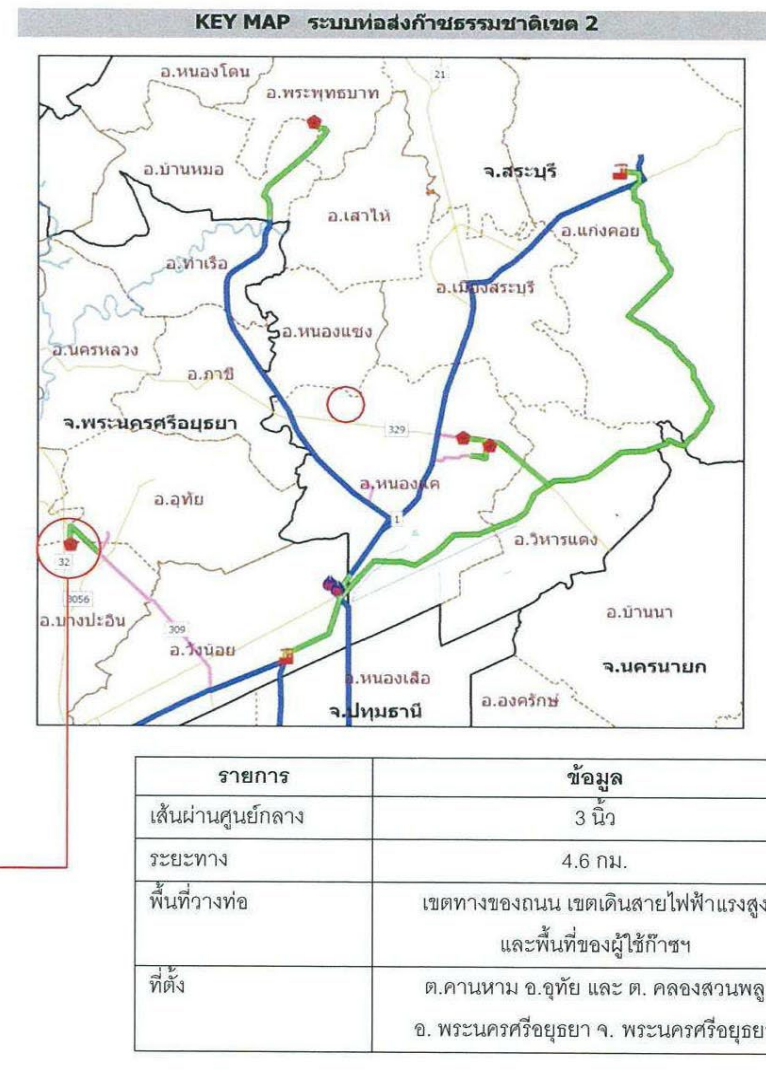 KEY MAP ระบบท่อส่งก๊าซธรรมชาติเขต 2
อ.หนองโดน
21
อ.พระพุทธบาท
อ.บ้านหมอ
จ.สระบุรี
อ.เสาไห้
อ.แก่งคอย
อ.ท่าเรือ
อ.เมืองสระบุรี
อ.หนองแซง
อ.นครหลวง
อ.ภาชี
จ.พระนครศรีอยุธยา
329
อ.หนองแค
อ.อุทัย
1
อ.วิหารแดง
32
3056
อ.บางปะอิน
309
อ.วังน้อย
อ.บ้านนา
อ.หนองเสือ
จ.นครนายก
อ.องครักษ์
จ.ปทุมธานี
รายการ ข้อมูล
เส้นผ่านศูนย์กลาง 3 นิ้ว
ระยะทาง 4.6 กม.
พื้นที่วางท่อ เขตทางของถนน เขตเดินสายไฟฟ้าแรงสูง
และพื้นที่ของผู้ใช้ก๊าซฯ
ที่ตั้ง ต.คานหาม อ.อุทัย และ ต. คลองสวนพลู
อ. พระนครศรีอยุธยา จ. พระนครศรีอยุธย